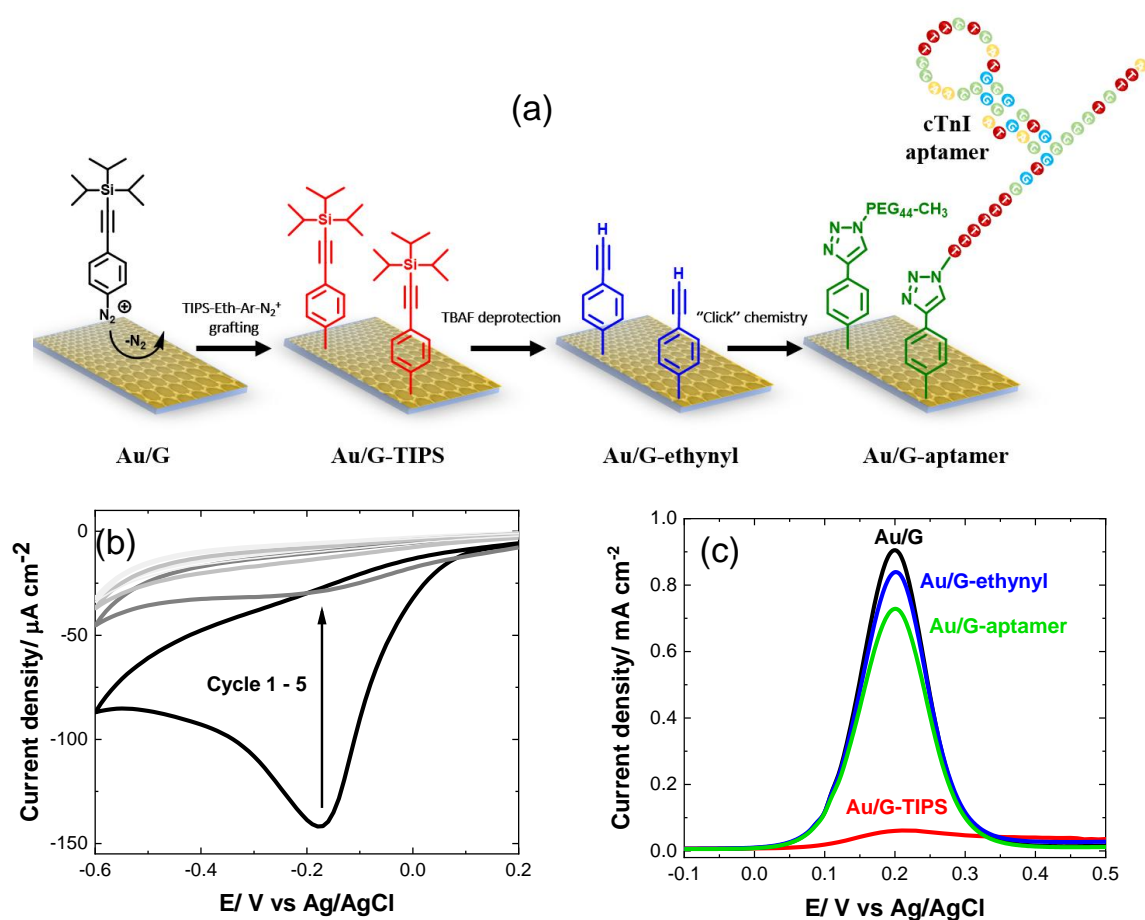 (a)
cTnI
aptamer
Si
N2
⊕
-N2
TIPS-Eth-Ar-N2+
grafting
Si
Si
TBAF deprotection
H
H
"Click" chemistry
PEG44-CH3
N
N
N
N
N
N
Au/G
Au/G-TIPS
Au/G-ethynyl
Au/G-aptamer
(b)
0
-50
-100
-150
Current density/ μA cm-2
Cycle 1 - 5
-0.6
-0.4
-0.2
0.0
0.2
E/ V vs Ag/AgCl
(c)
1.0
0.8
0.6
0.4
0.2
0.0
Current density/ mA cm-2
Au/G
Au/G-ethynyl
Au/G-aptamer
Au/G-TIPS
-0.1
0.0
0.1
0.2
0.3
0.4
0.5
E/ V vs Ag/AgCl